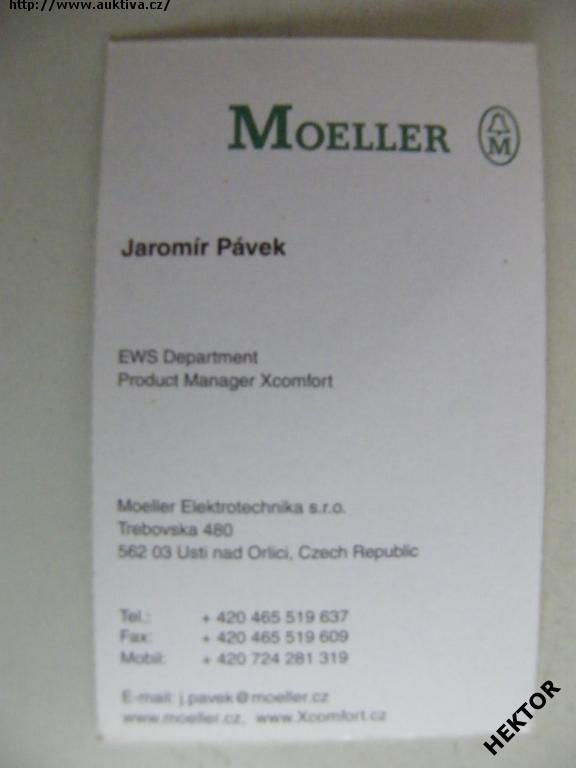 http://www.auktiva.cz/
MOELLER
M
Jaromír Pávek
EWS Department
Product Manager Xcomfort
Moeller Elektrotechnika s.r.o.
Trebovska 480
562 03 Usti nad Orlici, Czech Republic
Tel.: + 420 465 519 637
Fax: + 420 465 519 609
Mobil: + 420 724 281 319
E-mail: j.pavek@moeller.cz
www.moeller.cz, www.Xcomfort.cz
HEKTOR